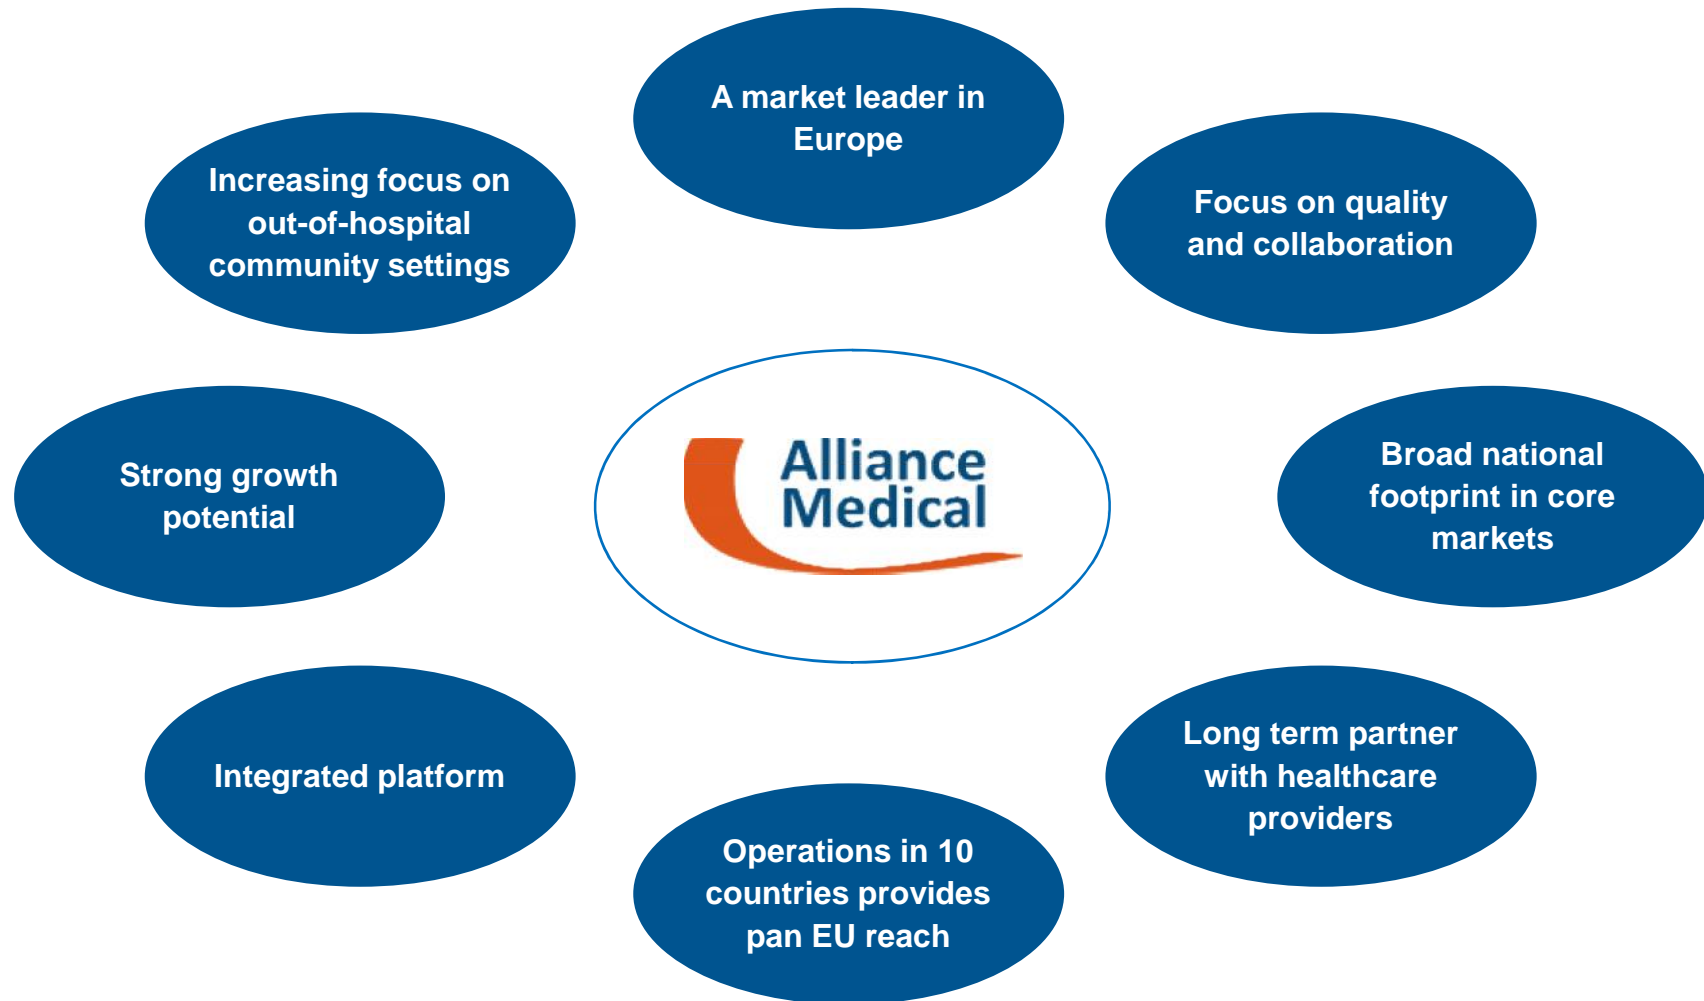 A market leader in
Europe
Increasing focus on
out-of-hospital
community settings
Focus on quality
and collaboration
Strong growth
potential
Alliance
Medical
Broad national
footprint in core
markets
Integrated platform
Long term partner
with healthcare
providers
Operations in 10
countries provides
pan EU reach